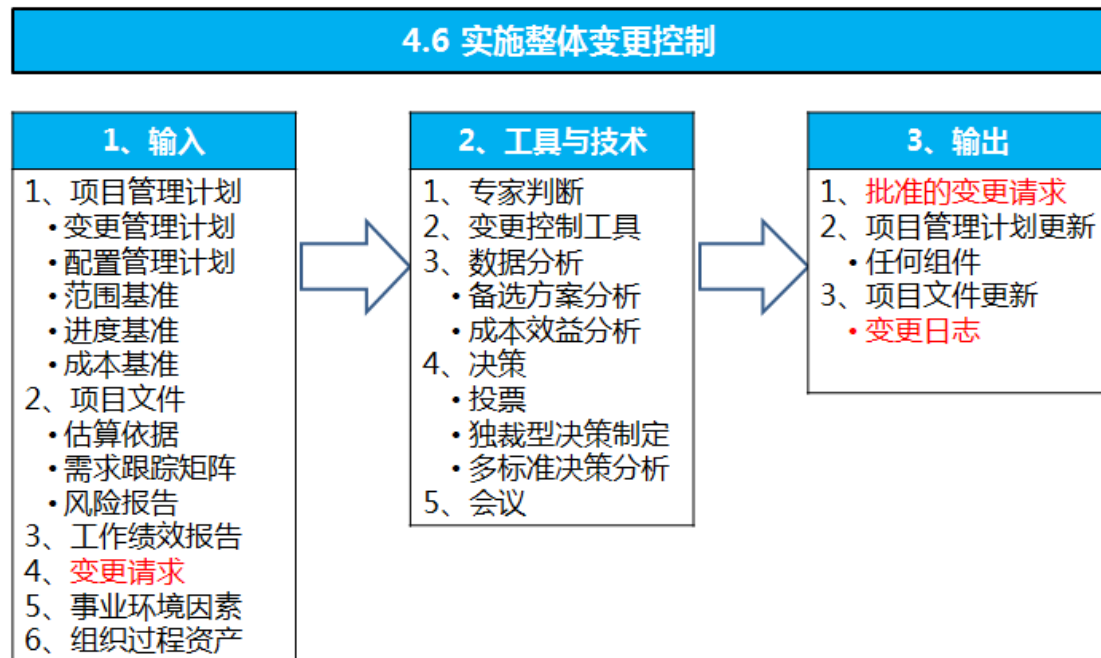 4.6 实施整体变更控制
1、输入
1、项目管理计划
•变更管理计划
•配置管理计划
•范围基准
•进度基准
•成本基准
2、项目文件
•估算依据
•需求跟踪矩阵
•风险报告
3、工作绩效报告
4、变更请求
5、事业环境因素
6、组织过程资产
2、工具与技术
1、专家判断
2、变更控制工具
3、数据分析
•备选方案分析
•成本效益分析
4、决策
•投票
•独裁型决策制定
•多标准决策分析
5、会议
3、输出
1、批准的变更请求
2、项目管理计划更新
•任何组件
3、项目文件更新
•变更日志